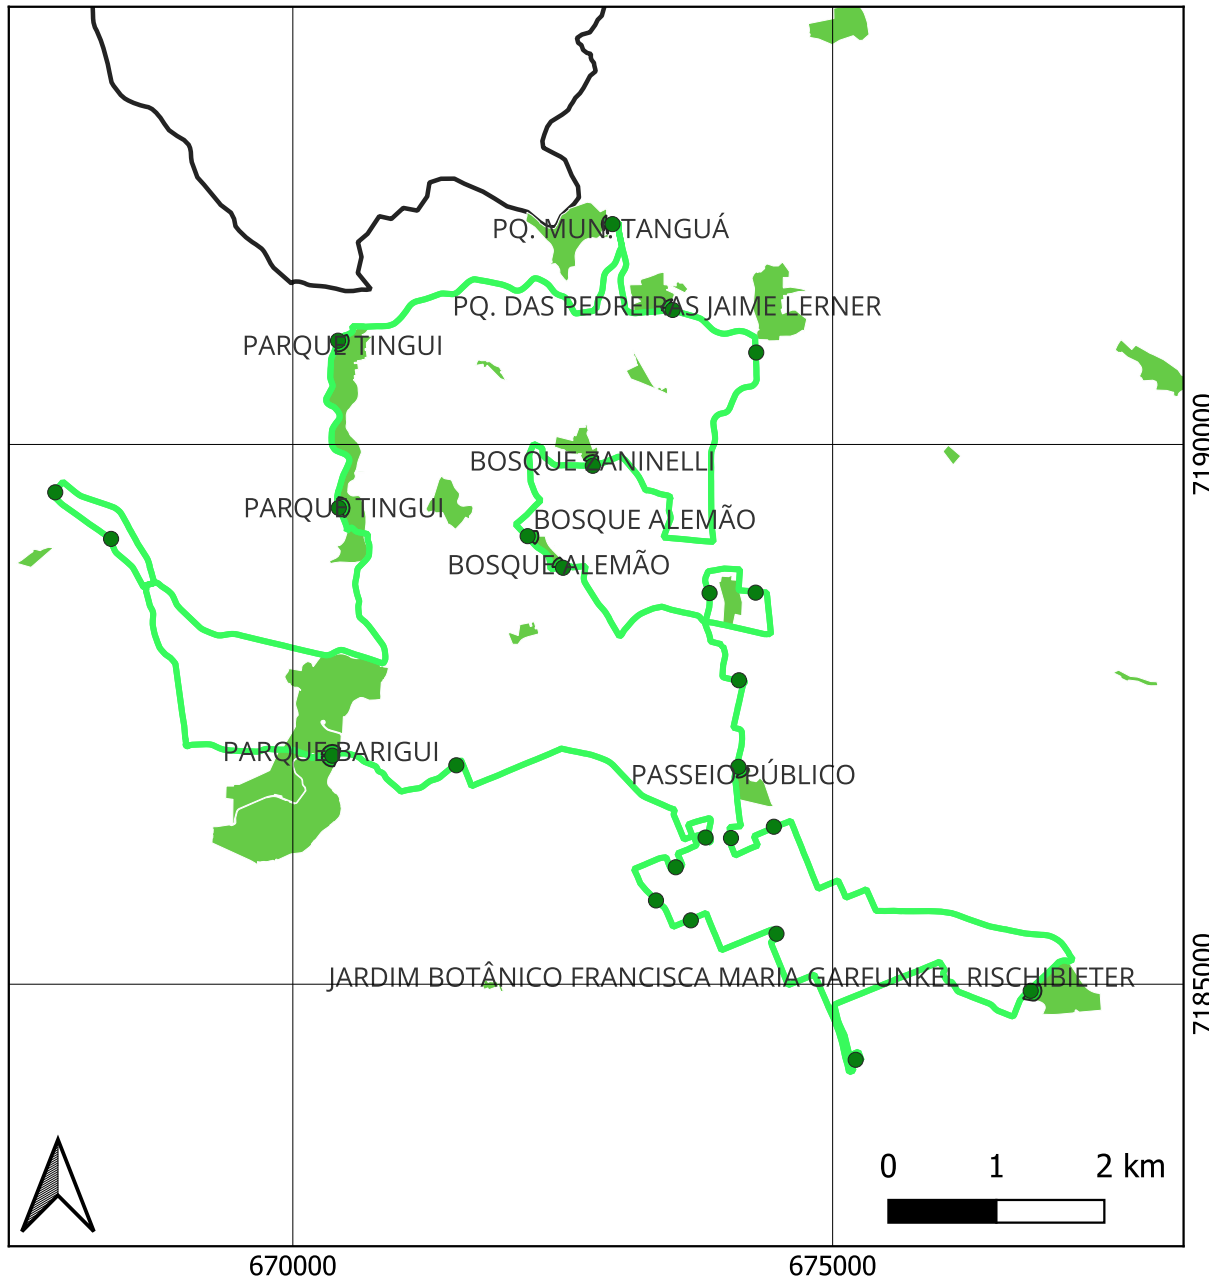 PQ. MUN. TANGUÁ
PQ. DAS PEDREIRAS JAIME LERNER
PARQUE TINGUI
7190000
BOSQUE ZANINELLI
PARQUE TINGUI
BOSQUE ALEMÃO
BOSQUE ALEMÃO
PARQUE BARIGUI
PASSEIO PÚBLICO
JARDIM BOTÂNICO FRANCISCA MARIA GARFUNKEL RISCHIBIETER
7185000
0 1 2 km
670000 675000